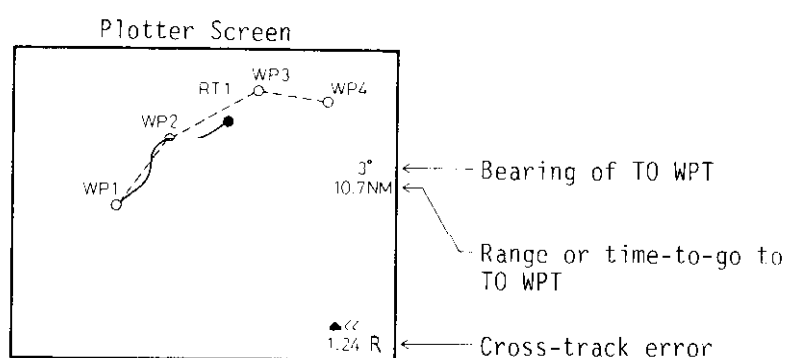 Plotter Screen
WP3
RT1
WP4
WP2
3°
Bearing of TO WPT
WP1
10.7NM
Range or time-to-go to
TO WPT
1.24 R
Cross-track error